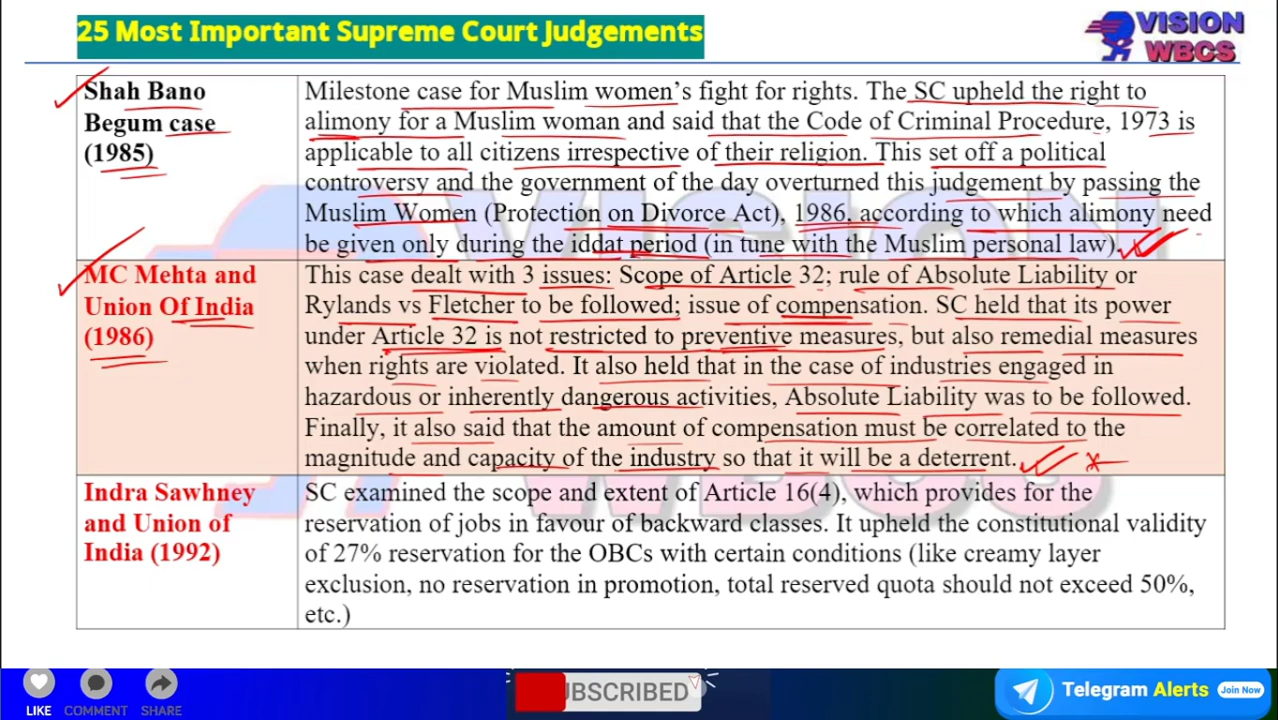 25 Most Important Supreme Court Judgements
VISION
WBCS
Shah Bano
Begum case
(1985)
Milestone case for Muslim women's fight for rights. The SC upheld the right to
alimony for a Muslim woman and said that the Code of Criminal Procedure, 1973 is
applicable to all citizens irrespective of their religion. This set off a political
controversy and the government of the day overturned this judgement by passing the
Muslim Women (Protection on Divorce Act), 1986, according to which alimony need
be given only during the iddat period (in tune with the Muslim personal law).
MC Mehta and
Union Of India
(1986)
This case dealt with 3 issues: Scope of Article 32; rule of Absolute Liability or
Rylands vs Fletcher to be followed; issue of compensation. SC held that its power
under Article 32 is not restricted to preventive measures, but also remedial measures
when rights are violated. It also held that in the case of industries engaged in
hazardous or inherently dangerous activities, Absolute Liability was to be followed.
Finally, it also said that the amount of compensation must be correlated to the
magnitude and capacity of the industry so that it will be a deterrent.
Indra Sawhney
and Union of
India (1992)
SC examined the scope and extent of Article 16(4), which provides for the
reservation of jobs in favour of backward classes. It upheld the constitutional validity
of 27% reservation for the OBCs with certain conditions (like creamy layer
exclusion, no reservation in promotion, total reserved quota should not exceed 50%,
etc.)
LIKE COMMENT SHARE
UBSCRIBED
Telegram Alerts
Join Now